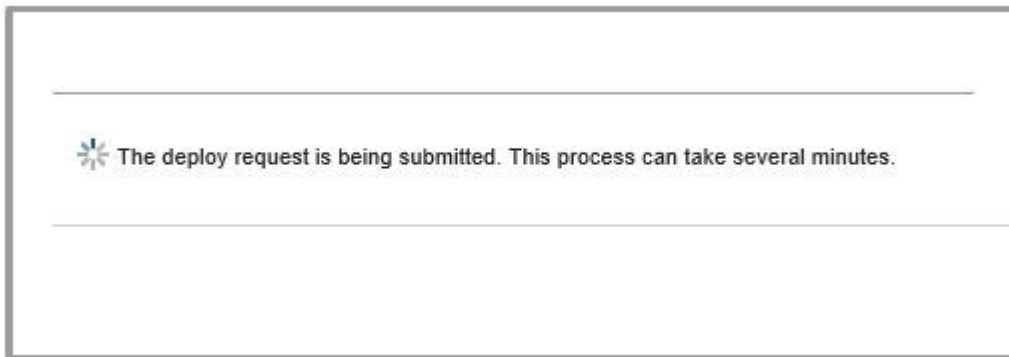 The deploy request is being submitted. This process can take several minutes.